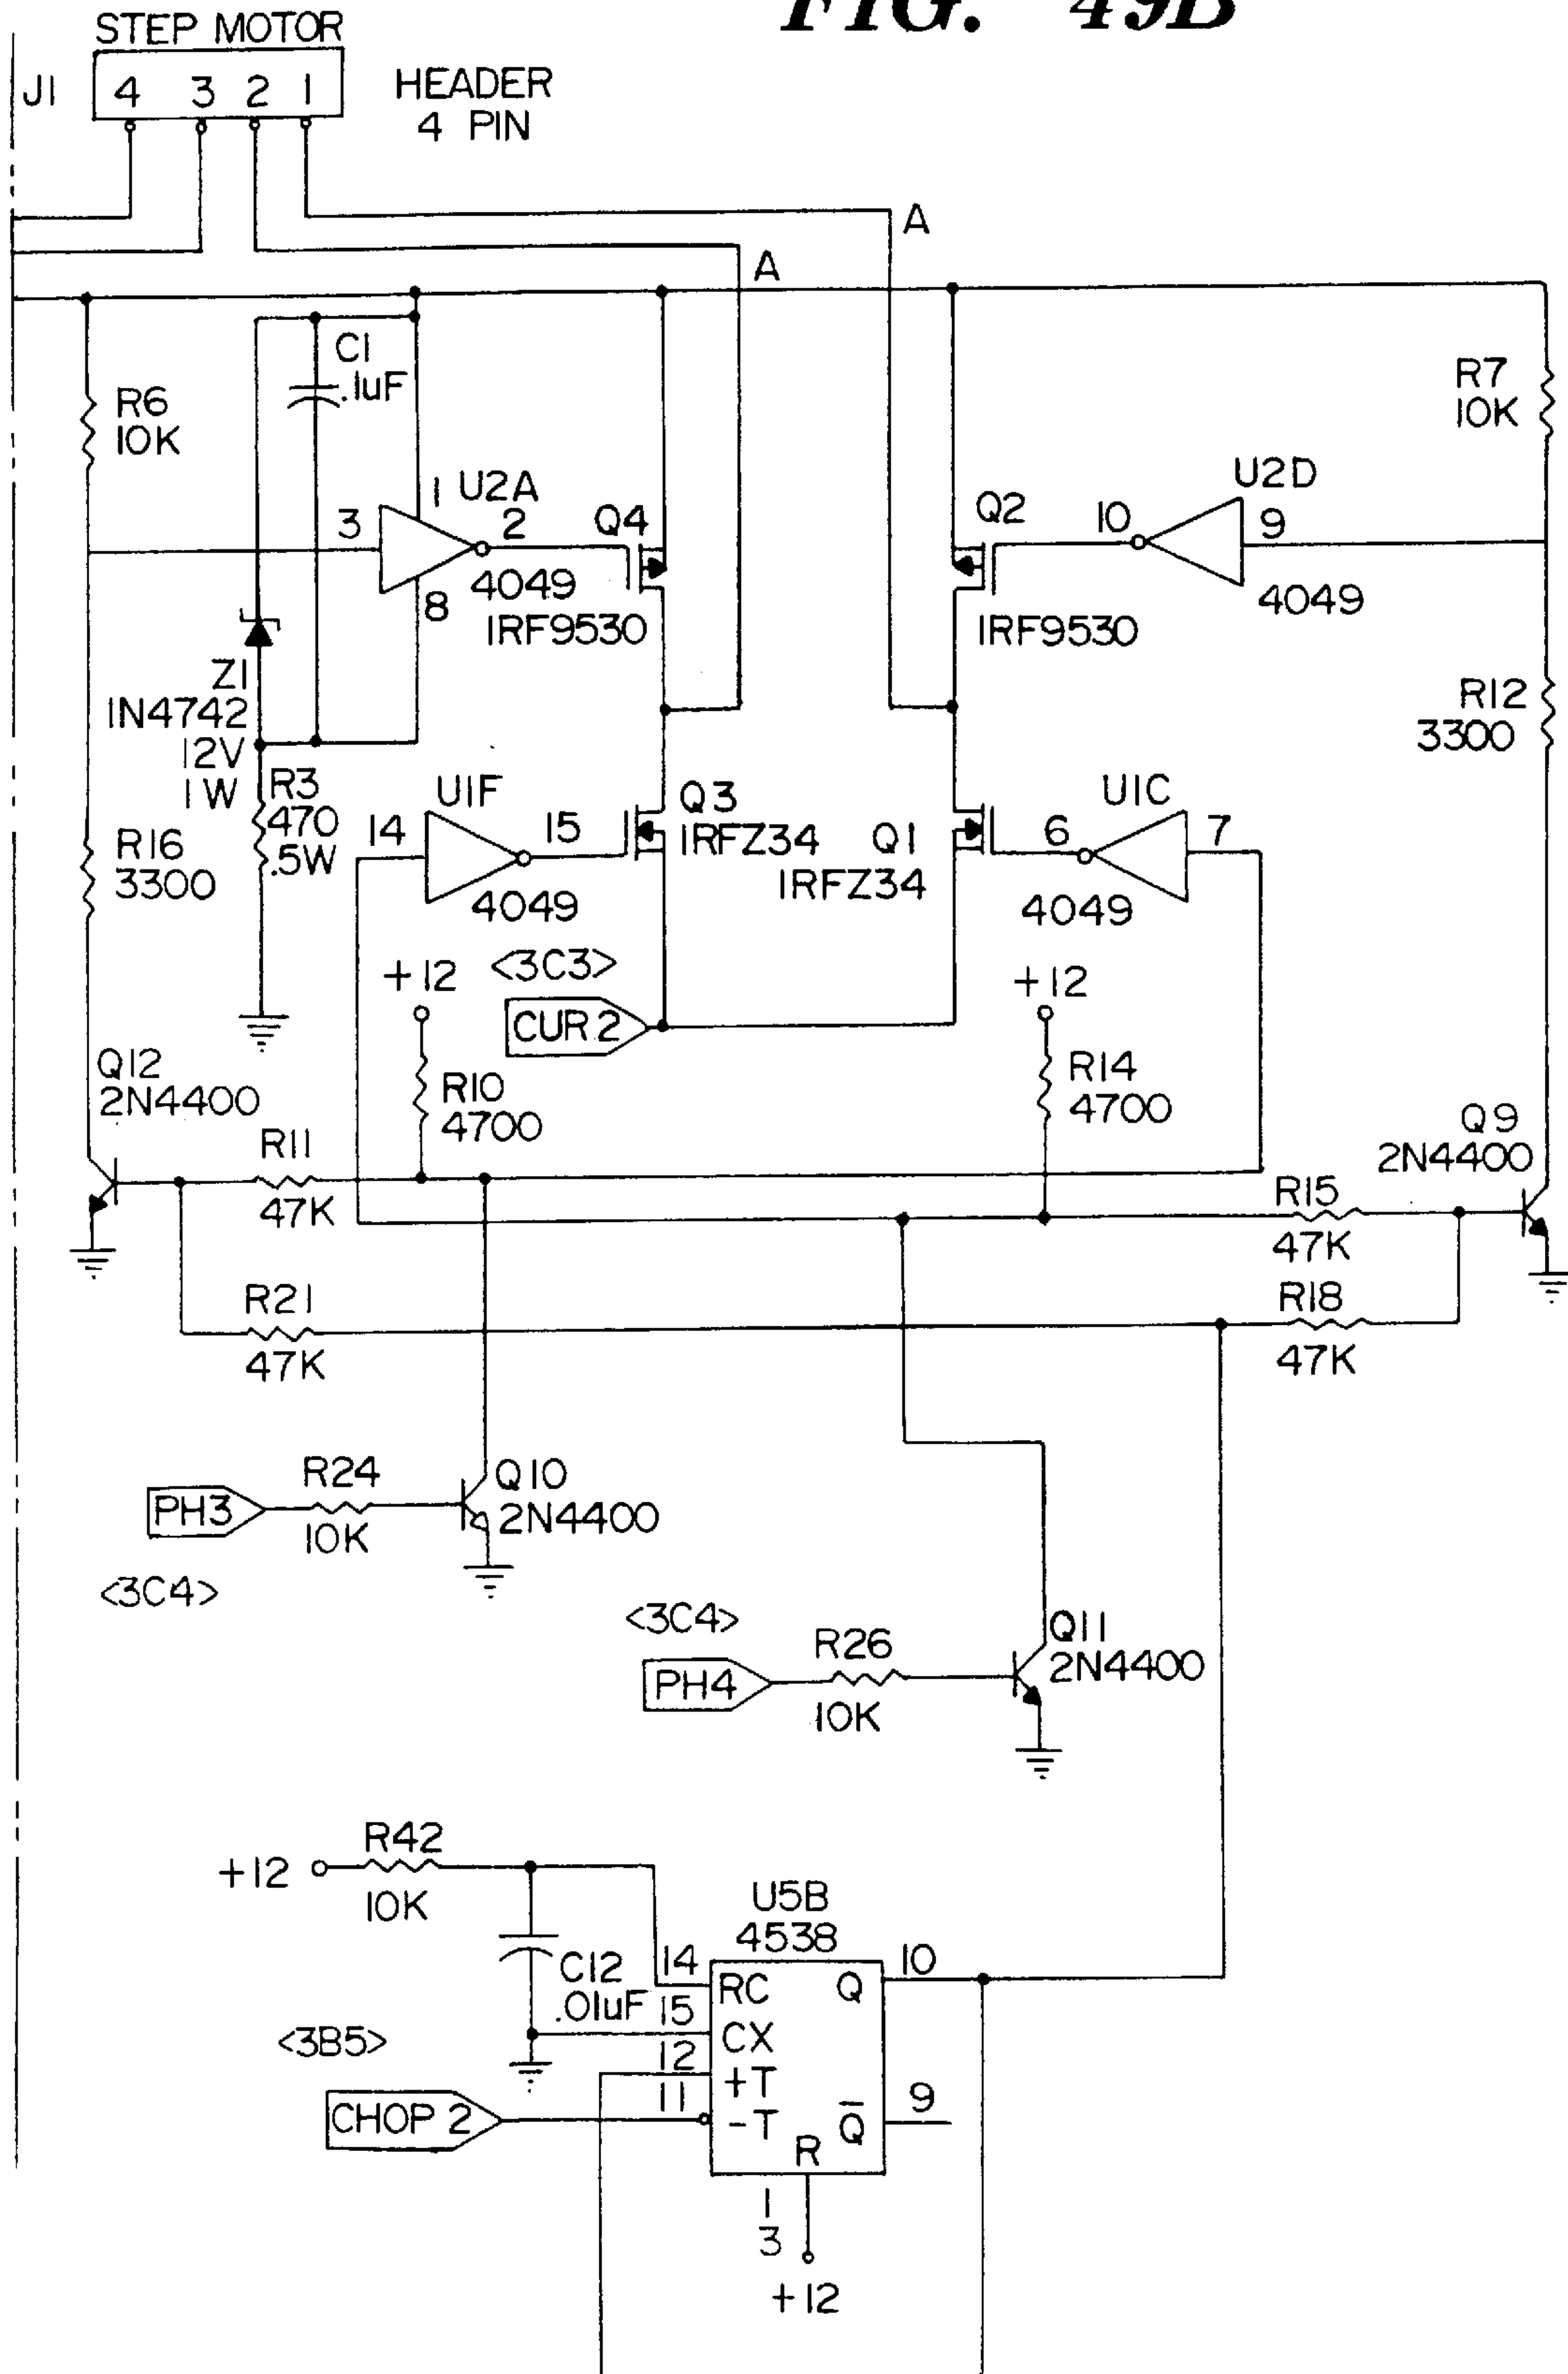 FIG. 49B
STEP MOTOR
J1
4 3 2 1
HEADER
4 PIN
A
A
C1
.1uF
R6
10K
R7
10K
1
U2A
3
2
4049
8
Q4
IRF9530
Q2
IRF9530
10
U2D
9
4049
Z1
1N4742
12V
1W
R3
470
.5W
R12
3300
R16
3300
U1F
14
15
4049
Q3
IRFZ34
Q1
IRFZ34
U1C
6
7
4049
+12
<3C3>
CUR2
+12
Q12
2N4400
R10
4700
R14
4700
Q9
2N4400
R11
47K
R15
47K
R21
47K
R18
47K
PH3
R24
10K
Q10
2N4400
<3C4>
<3C4>
PH4
R26
10K
Q11
2N4400
+12
R42
10K
C12
.01uF
U5B
4538
14
RC
Q
10
15
CX
12
+T
11
-T
Q̅
9
R
<3B5>
CHOP 2
1
3
+12